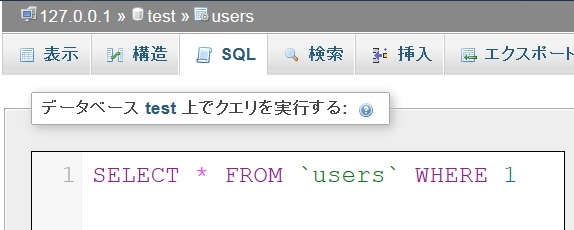 127.0.0.1 » test » users
表示 構造 SQL 検索 挿入 エクスポート
データベース test 上でクエリを実行する:
1 SELECT * FROM `users` WHERE 1